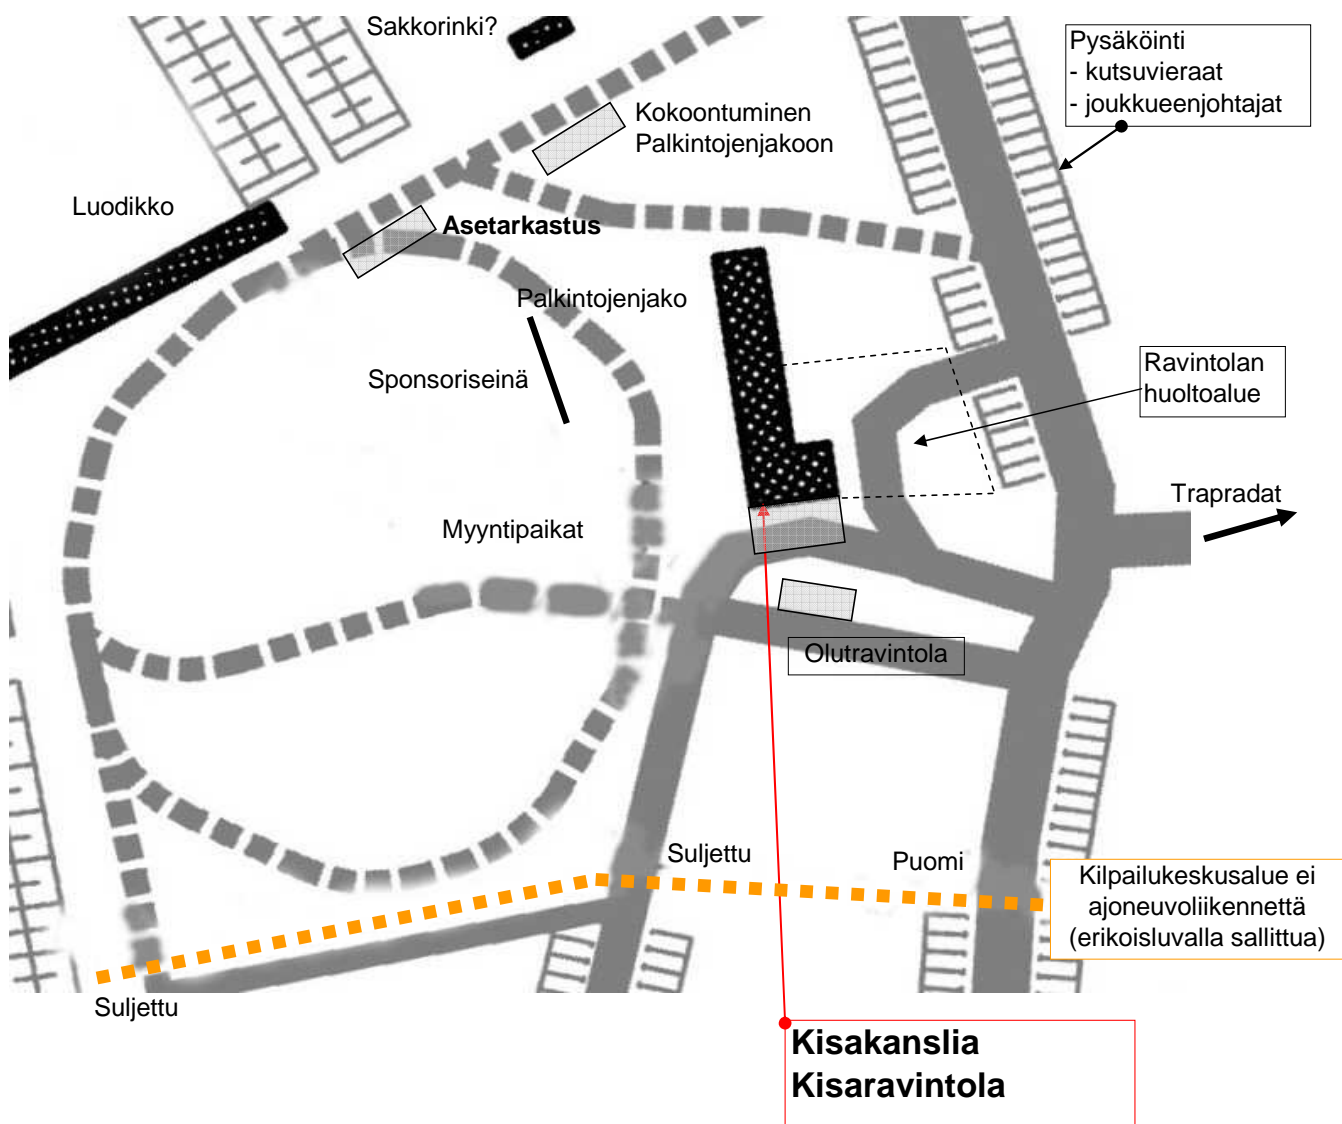 Sakkorinki?
Pysäköinti
- kutsuvieraat
- joukkueenjohtajat
Kokoontuminen
Palkintojenjakoon
Luodikko
Asetarkastus
Palkintojenjako
Sponsoriseinä
Ravintolan
huoltoalue
Trapradat
Myyntipaikat
Olutravintola
Suljettu
Puomi
Kilpailukeskusalue ei
ajoneuvoliikennettä
(erikoisluvalla sallittua)
Suljettu
Kisakanslia
Kisaravintola